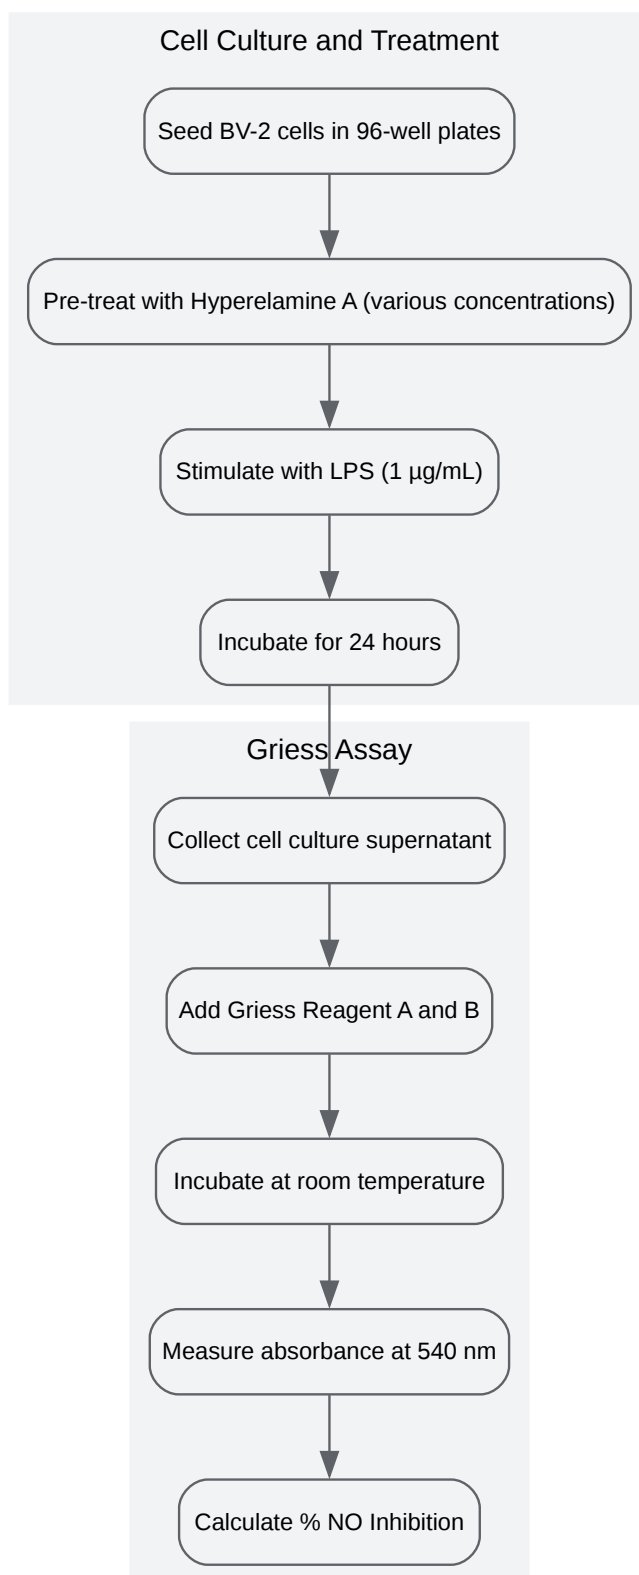 Cell Culture and Treatment
Seed BV-2 cells in 96-well plates
Pre-treat with Hyperelamine A (various concentrations)
Stimulate with LPS (1 µg/mL)
Incubate for 24 hours
Griess Assay
Collect cell culture supernatant
Add Griess Reagent A and B
Incubate at room temperature
Measure absorbance at 540 nm
Calculate % NO Inhibition